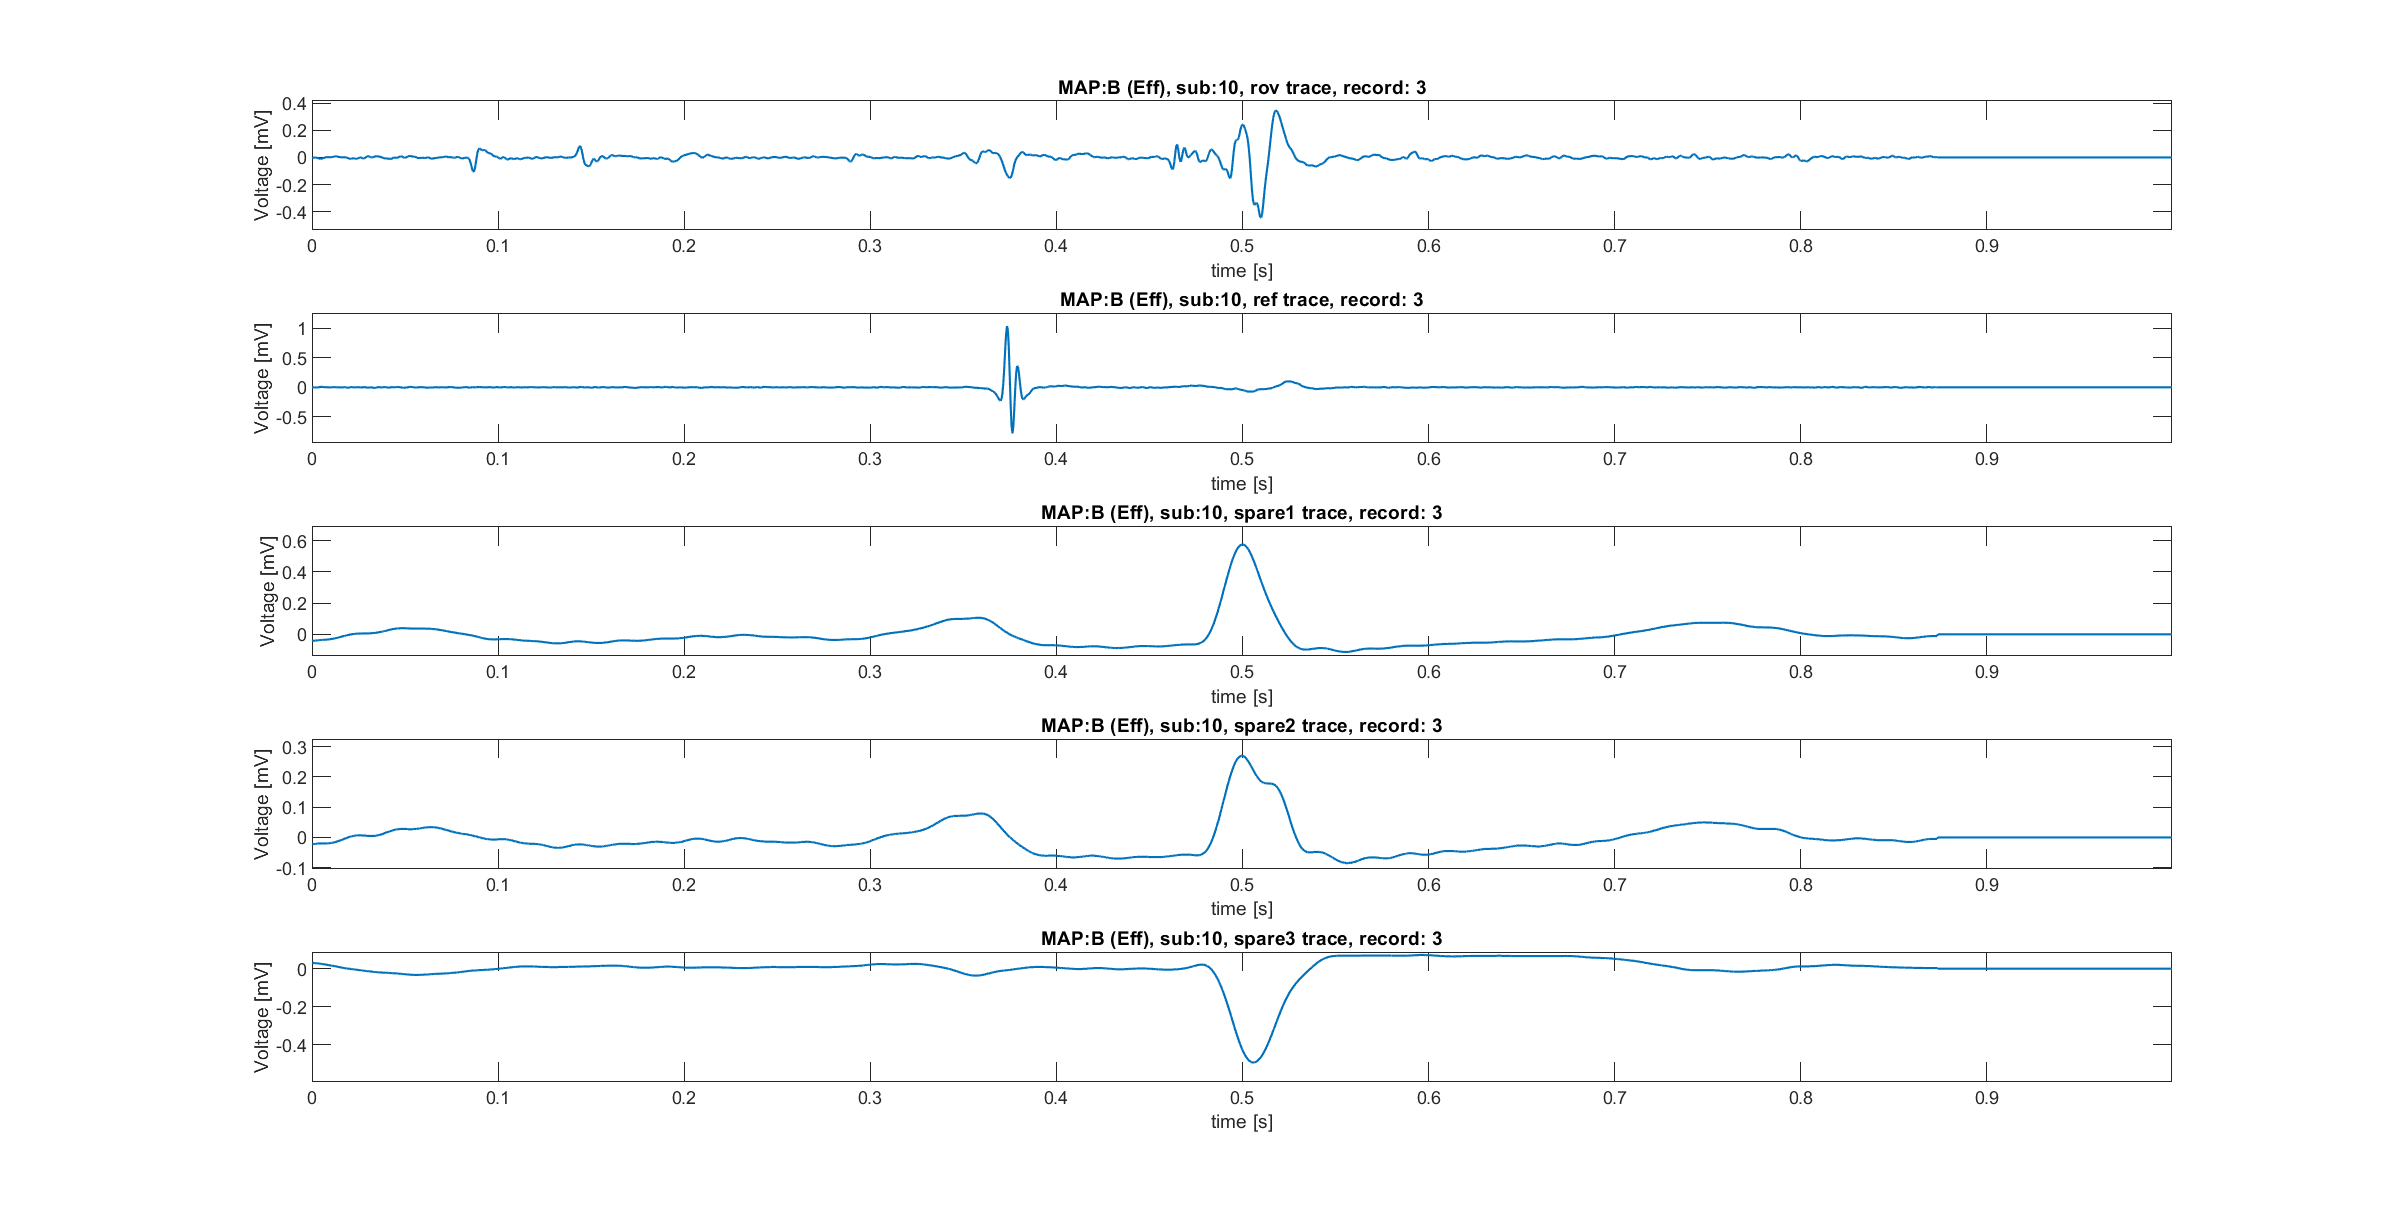 MAP:B (Eff), sub:10, rov trace, record: 3
Voltage [mV]
0.4
0.2
0
-0.2
-0.4
0 0.1 0.2 0.3 0.4 0.5 0.6 0.7 0.8 0.9
time [s]
MAP:B (Eff), sub:10, ref trace, record: 3
Voltage [mV]
1
0.5
0
-0.5
0 0.1 0.2 0.3 0.4 0.5 0.6 0.7 0.8 0.9
time [s]
MAP:B (Eff), sub:10, spare1 trace, record: 3
Voltage [mV]
0.6
0.4
0.2
0
0 0.1 0.2 0.3 0.4 0.5 0.6 0.7 0.8 0.9
time [s]
MAP:B (Eff), sub:10, spare2 trace, record: 3
Voltage [mV]
0.3
0.2
0.1
0
-0.1
0 0.1 0.2 0.3 0.4 0.5 0.6 0.7 0.8 0.9
time [s]
MAP:B (Eff), sub:10, spare3 trace, record: 3
Voltage [mV]
0
-0.2
-0.4
0 0.1 0.2 0.3 0.4 0.5 0.6 0.7 0.8 0.9
time [s]